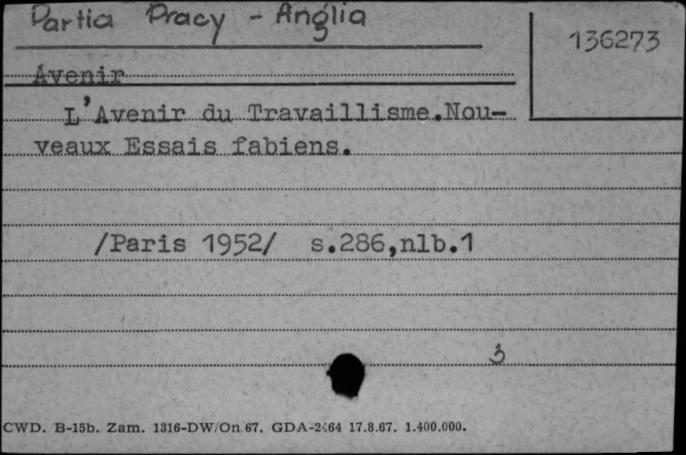 Partia Pracy - Anglia
136273
Avenir
L'Avenir du Travaillisme.Nou-
veaux Essais fabiens.
/Paris 1952/ s.286,nlb.1
3
CWD. B-15b. Zam. 1316-DW/On 67. GDA-2464 17.8.67. 1.400.000.